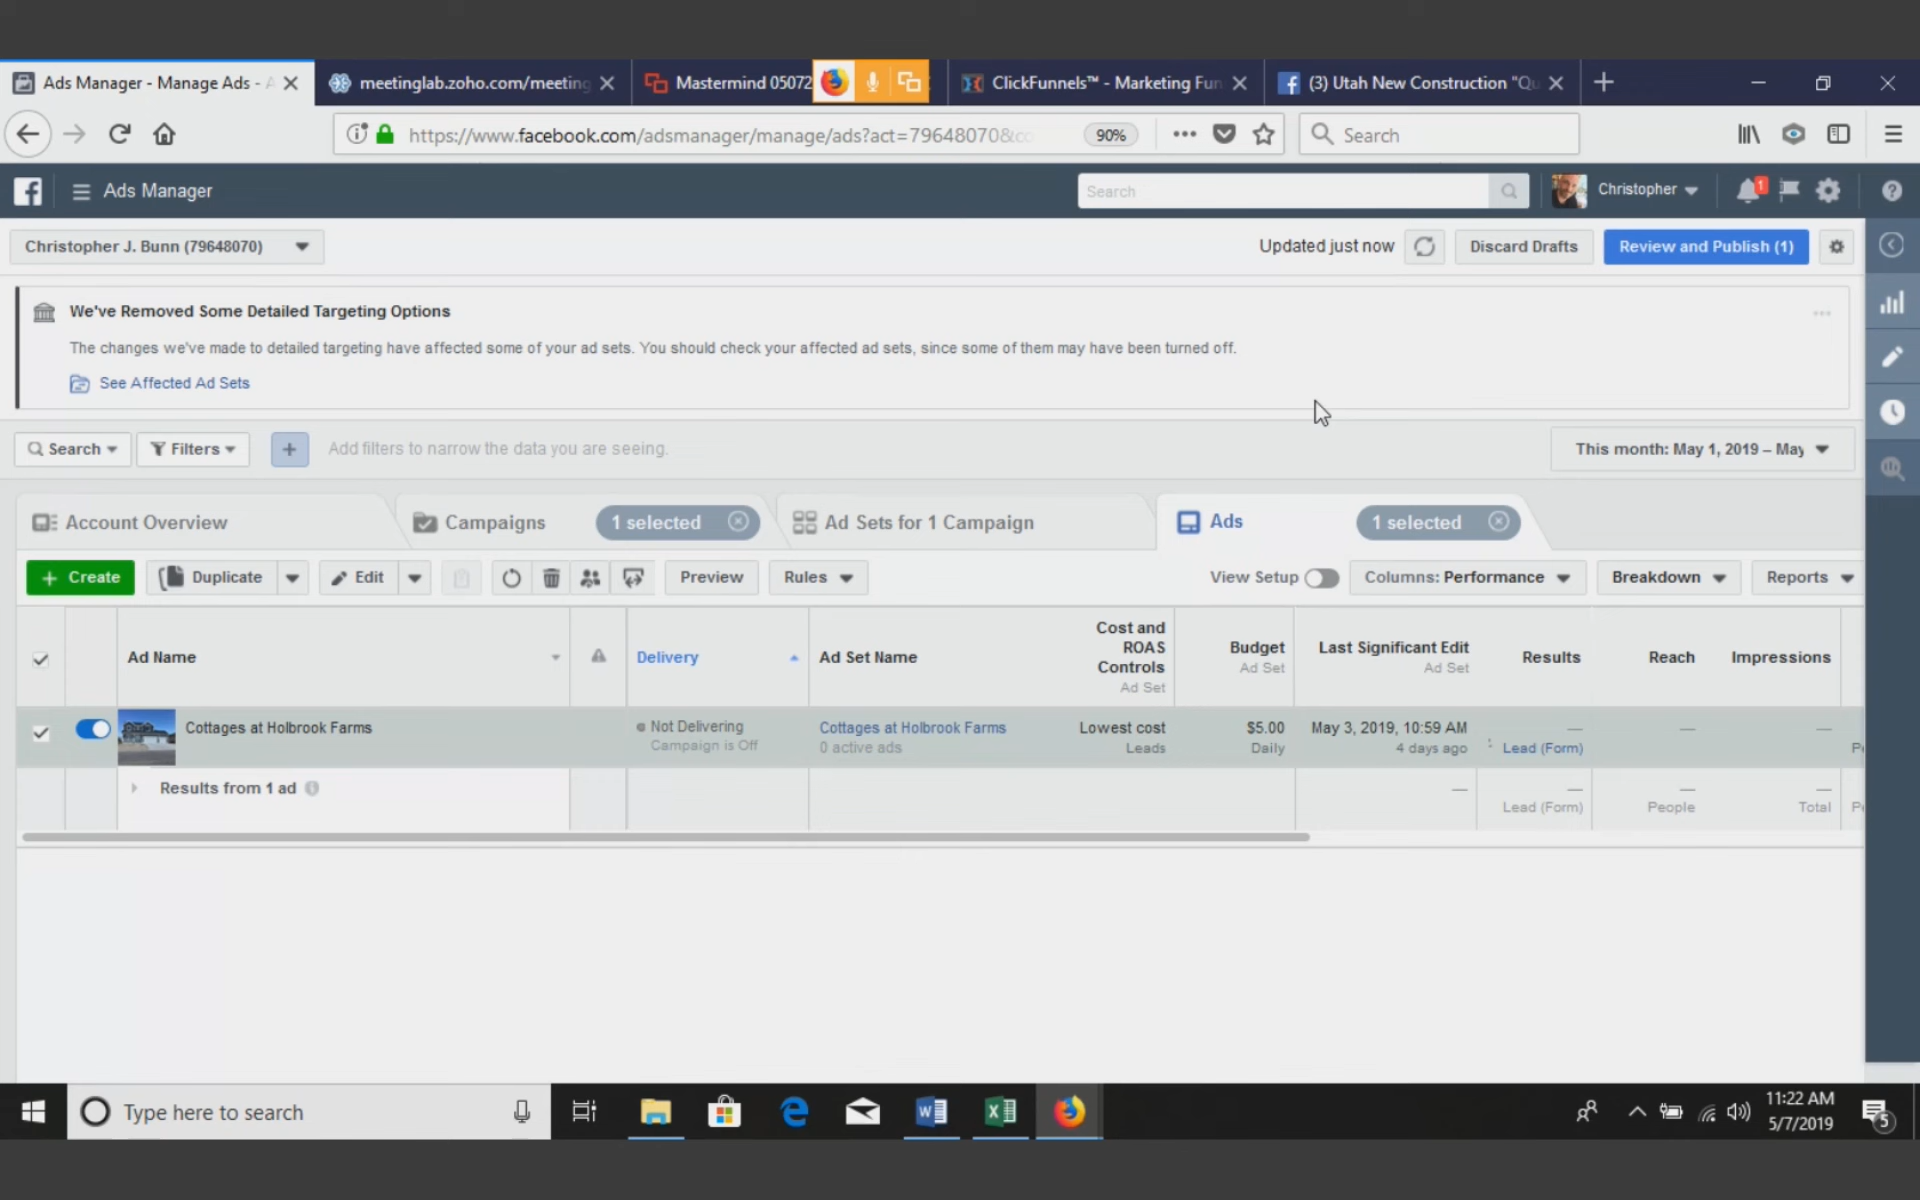 Ads Manager - Manage Ads - A
meetinglab.zoho.com/meeting
Mastermind 05072
ClickFunnels™ - Marketing Fun
(3) Utah New Construction "Qu
https://www.facebook.com/adsmanager/manage/ads?act=79648070&co
90%
Search
Ads Manager
Search
Christopher
1
Christopher J. Bunn (79648070)
Updated just now
Discard Drafts
Review and Publish (1)
We've Removed Some Detailed Targeting Options
The changes we've made to detailed targeting have affected some of your ad sets. You should check your affected ad sets, since some of them may have been turned off.
See Affected Ad Sets
Search
Filters
+
Add filters to narrow the data you are seeing.
This month: May 1, 2019 – May
Account Overview
Campaigns
1 selected
Ad Sets for 1 Campaign
Ads
1 selected
+ Create
Duplicate
Edit
Preview
Rules
View Setup
Columns: Performance
Breakdown
Reports
Ad Name
Delivery
Ad Set Name
Cost and ROAS Controls
Ad Set
Budget
Ad Set
Last Significant Edit
Ad Set
Results
Reach
Impressions
Cottages at Holbrook Farms
Not Delivering
Campaign is Off
Cottages at Holbrook Farms
0 active ads
Lowest cost
Leads
$5.00
Daily
May 3, 2019, 10:59 AM
4 days ago
—
Lead (Form)
—
—
Results from 1 ad
—
—
Lead (Form)
—
People
—
Total
Type here to search
11:22 AM
5/7/2019
5